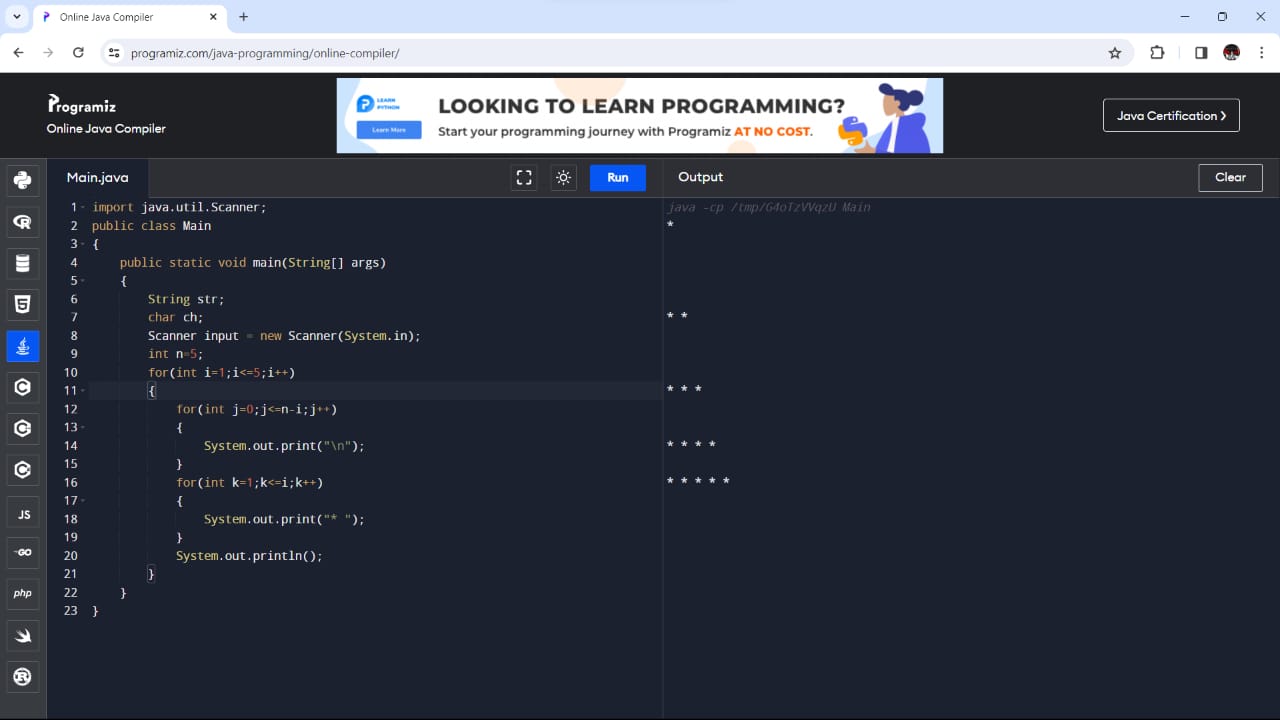 Online Java Compiler
programiz.com/java-programming/online-compiler/
Programiz
Online Java Compiler
LEARN
PYTHON
Learn More
LOOKING TO LEARN PROGRAMMING?
Start your programming journey with Programiz AT NO COST.
Java Certification ›
Main.java
Run
Output
Clear
1 import java.util.Scanner;
2 public class Main
3 {
4     public static void main(String[] args)
5     {
6         String str;
7         char ch;
8         Scanner input = new Scanner(System.in);
9         int n=5;
10         for(int i=1;i<=5;i++)
11         {
12             for(int j=0;j<=n-i;j++)
13             {
14                 System.out.print("\n");
15             }
16             for(int k=1;k<=i;k++)
17             {
18                 System.out.print("* ");
19             }
20             System.out.println();
21         }
22     }
23 }
java -cp /tmp/G4oTzVVqzU Main
*
* *
* * *
* * * *
* * * * *
JS
GO
php